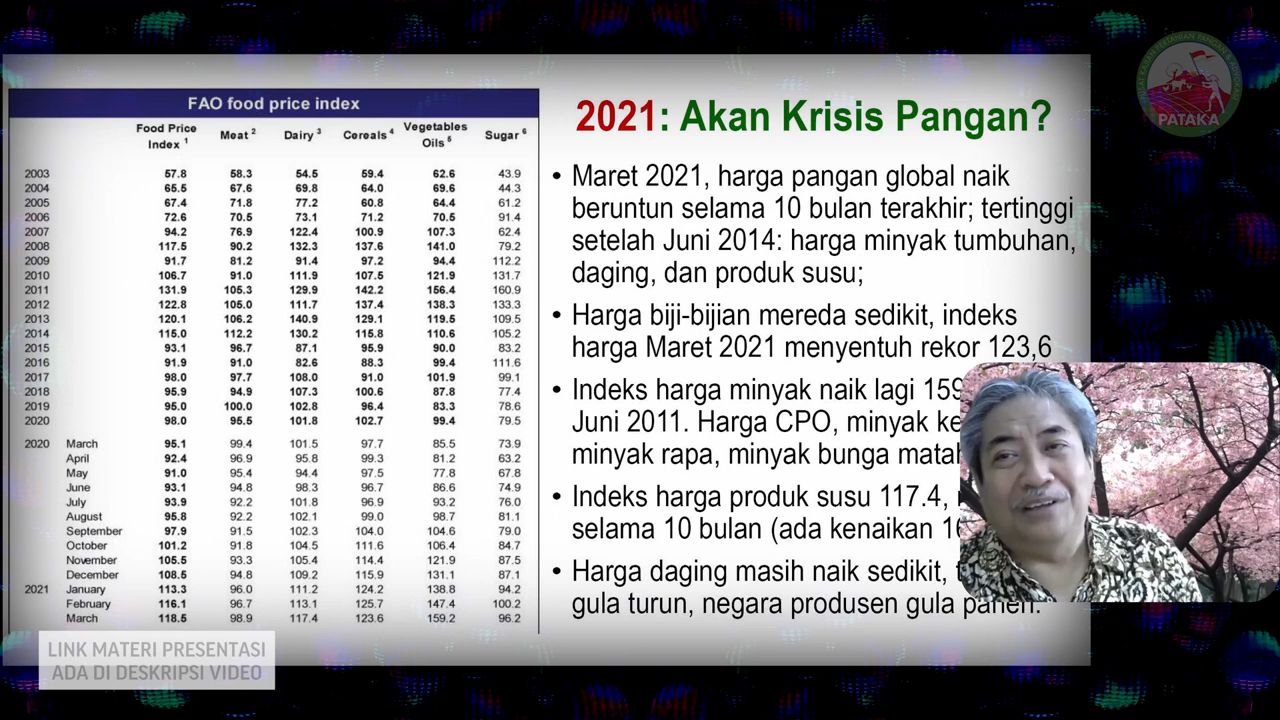 FAO food price index
Food Price Index 1 Meat 2 Dairy 3 Cereals 4 Vegetables Oils 5 Sugar 6
2003 57.8 58.3 54.5 59.4 62.6 43.9
2004 65.5 67.6 69.8 64.0 69.6 44.3
2005 67.4 71.8 77.2 60.8 64.4 61.2
2006 72.6 70.5 73.1 71.2 70.5 91.4
2007 94.2 76.9 122.4 100.9 107.3 62.4
2008 117.5 90.2 132.3 137.6 141.0 79.2
2009 91.7 81.2 91.4 97.2 94.4 112.2
2010 106.7 91.0 111.9 107.5 121.9 131.7
2011 131.9 105.3 129.9 142.2 156.4 160.9
2012 122.8 105.0 111.7 137.4 138.3 133.3
2013 120.1 106.2 140.9 129.1 119.5 109.5
2014 115.0 112.2 130.2 115.8 110.6 105.2
2015 93.1 96.7 87.1 95.9 90.0 83.2
2016 91.9 91.0 82.6 88.3 99.4 111.6
2017 98.0 97.7 108.0 91.0 101.9 99.1
2018 95.9 94.9 107.3 100.6 87.8 77.4
2019 95.0 100.0 102.8 96.4 83.3 78.6
2020 98.0 95.5 101.8 102.7 99.4 79.5
2020 March 95.1 99.4 101.5 97.7 85.5 73.9
April 92.4 96.9 95.8 99.3 81.2 63.2
May 91.0 95.4 94.4 97.5 77.8 67.8
June 93.1 94.8 98.3 96.7 86.6 74.9
July 93.9 92.2 101.8 96.9 93.2 76.0
August 95.8 92.2 102.1 99.0 98.7 81.1
September 97.9 91.5 102.3 104.0 104.6 79.0
October 101.2 91.8 104.5 111.6 106.4 84.7
November 105.5 93.3 105.4 114.4 121.9 87.5
December 108.5 94.8 109.2 115.9 131.1 87.1
2021 January 113.3 96.0 111.2 124.2 138.8 94.2
February 116.1 96.7 113.1 125.7 147.4 100.2
March 118.5 98.9 117.4 123.6 159.2 96.2
LINK MATERI PRESENTASI
ADA DI DESKRIPSI VIDEO
2021: Akan Krisis Pangan?
• Maret 2021, harga pangan global naik
beruntun selama 10 bulan terakhir; tertinggi
setelah Juni 2014: harga minyak tumbuhan,
daging, dan produk susu;
• Harga biji-bijian mereda sedikit, indeks
harga Maret 2021 menyentuh rekor 123,6
• Indeks harga minyak naik lagi 159
Juni 2011. Harga CPO, minyak ke
minyak rapa, minyak bunga mata
• Indeks harga produk susu 117.4,
selama 10 bulan (ada kenaikan
• Harga daging masih naik sedikit,
gula turun, negara produsen gula panen.
PATAKA